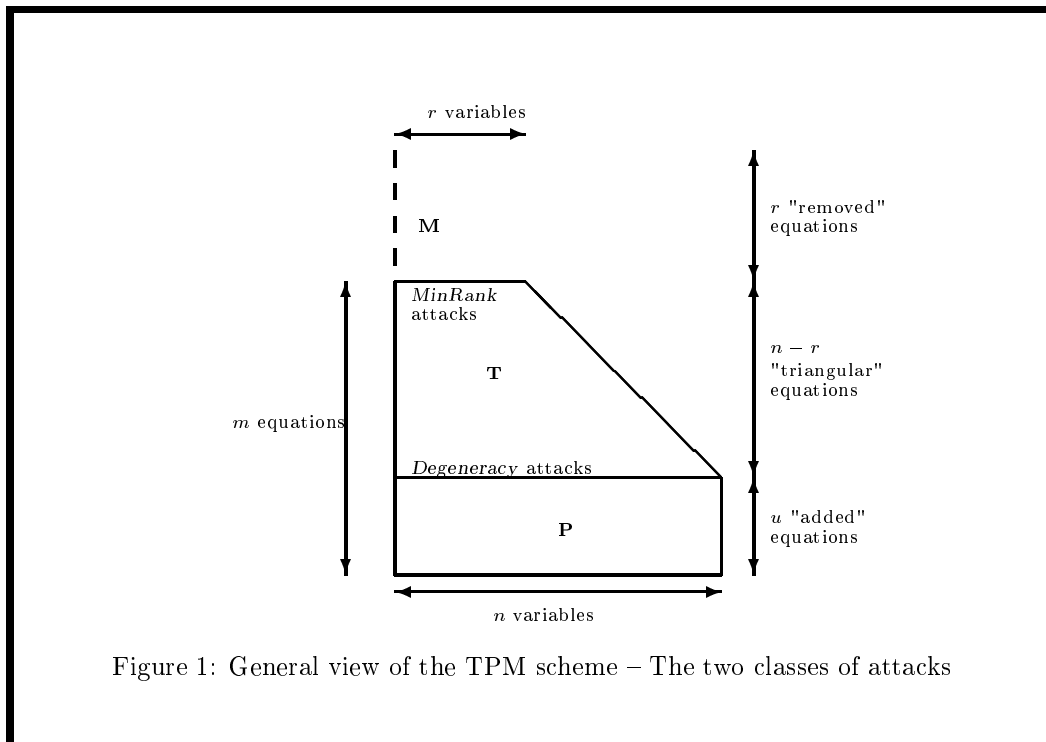 r variables
M
r "removed"
equations
MinRank
attacks
n − r
"triangular"
equations
T
m equations
Degeneracy attacks
u "added"
equations
P
n variables
Figure 1: General view of the TPM scheme – The two classes of attacks